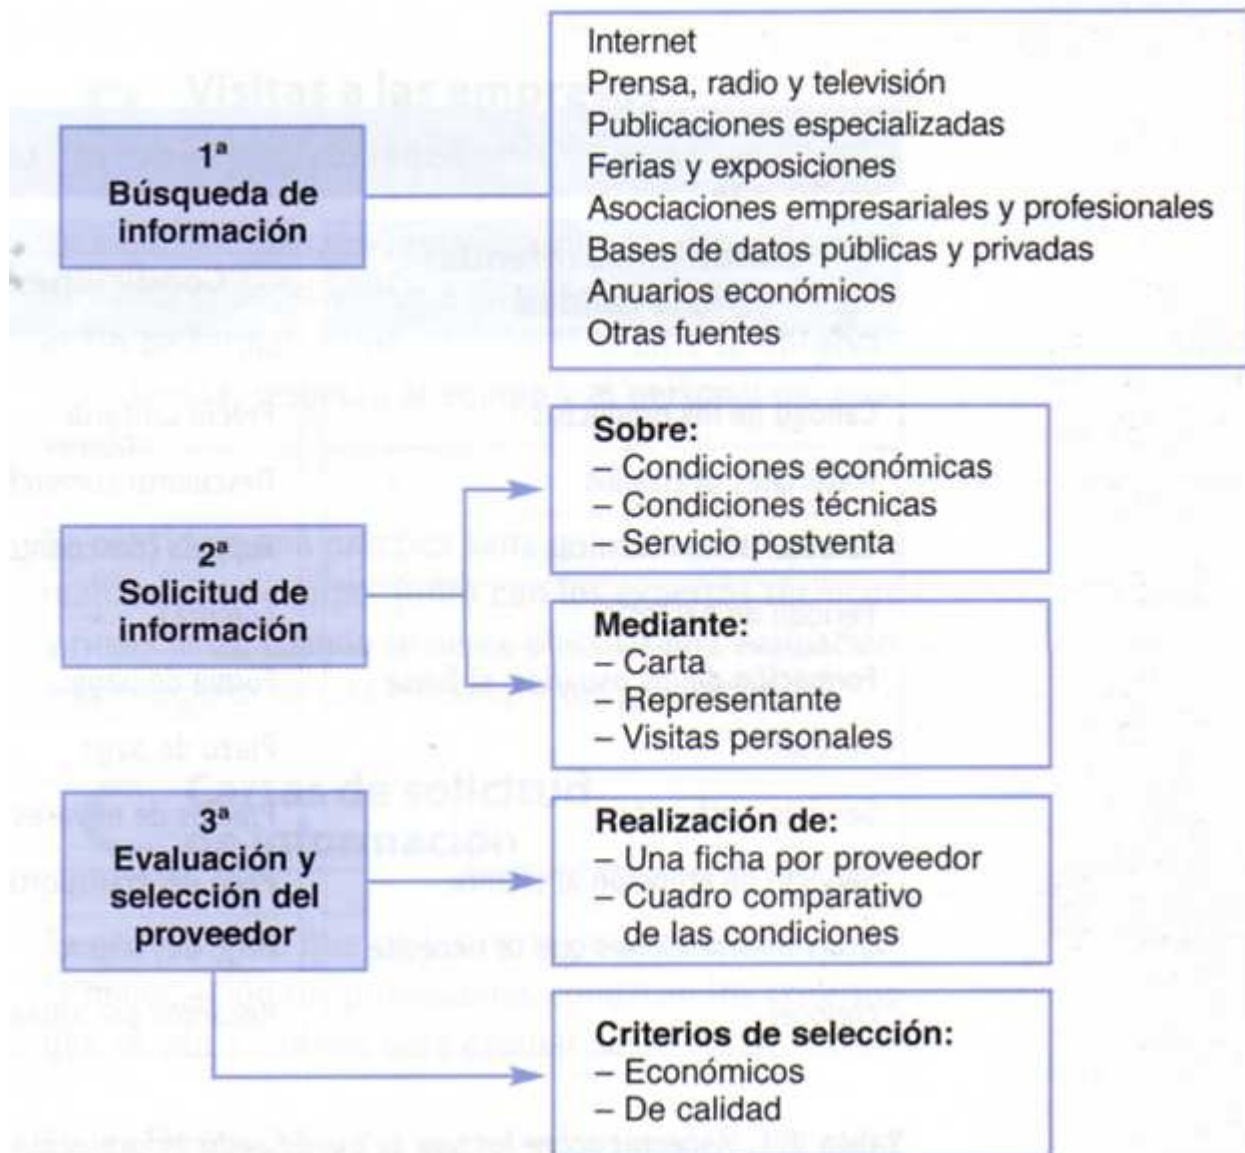 1ª
Búsqueda de
información
Internet
Prensa, radio y televisión
Publicaciones especializadas
Ferias y exposiciones
Asociaciones empresariales y profesionales
Bases de datos públicas y privadas
Anuarios económicos
Otras fuentes
2ª
Solicitud de
información
Sobre:
– Condiciones económicas
– Condiciones técnicas
– Servicio postventa
Mediante:
– Carta
– Representante
– Visitas personales
3ª
Evaluación y
selección del
proveedor
Realización de:
– Una ficha por proveedor
– Cuadro comparativo
de las condiciones
Criterios de selección:
– Económicos
– De calidad